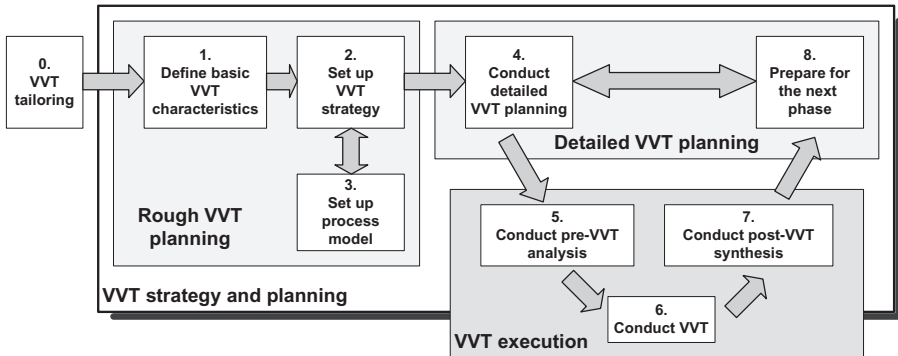 0.
VVT
tailoring
1.
Define basic
VVT
characteristics
2.
Set up
VVT
strategy
3.
Set up
process
model
Rough VVT
planning
4.
Conduct
detailed
VVT planning
8.
Prepare for
the next
phase
Detailed VVT planning
5.
Conduct pre-VVT
analysis
7.
Conduct post-VVT
synthesis
6.
Conduct VVT
VVT strategy and planning
VVT execution